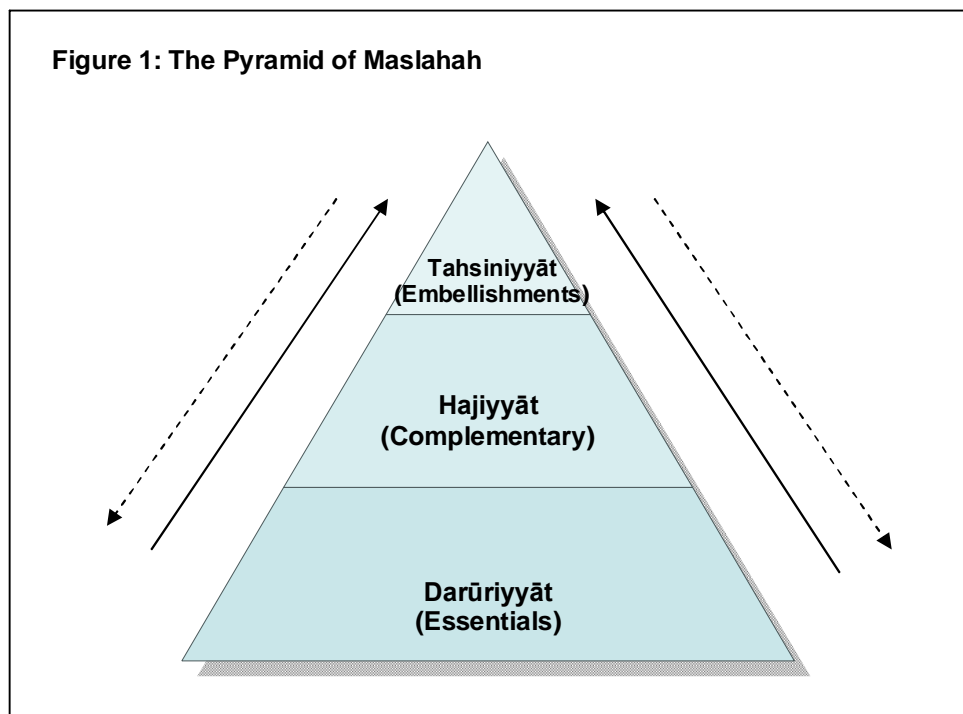 Figure 1: The Pyramid of Maslahah
Tahsiniyyāt
(Embellishments)
Hajiyyāt
(Complementary)
Darūriyyāt
(Essentials)